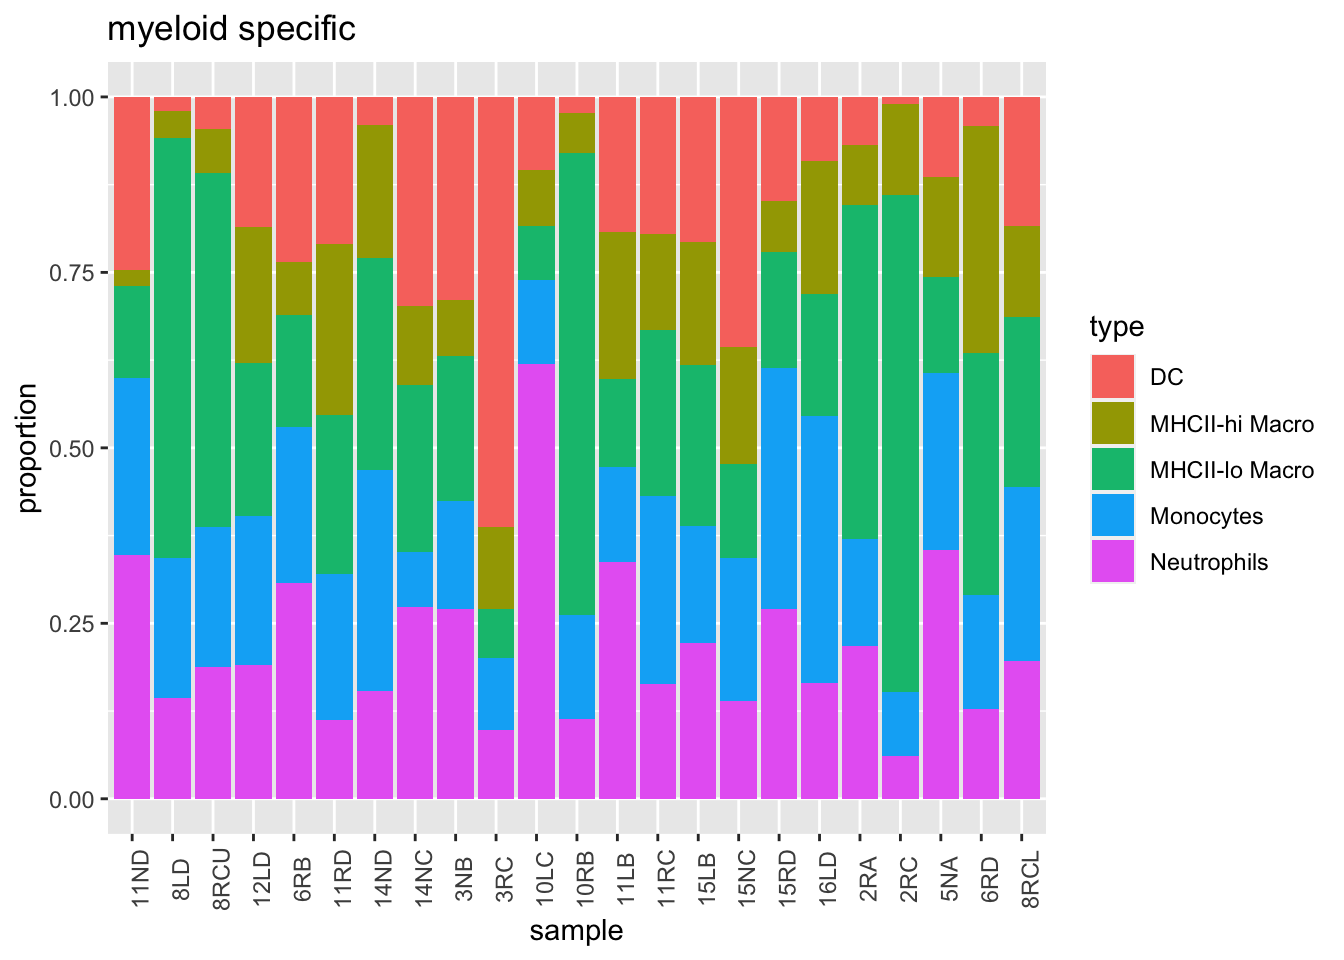 myeloid specific
1.00
0.75
0.50
0.25
0.00
proportion
11ND
8LD
8RCU
12LD
6RB
11RD
14ND
14NC
3NB
3RC
10LC
10RB
11LB
11RC
15LB
15NC
15RD
16LD
2RA
2RC
5NA
6RD
8RCL
sample
type
DC
MHCII-hi Macro
MHCII-lo Macro
Monocytes
Neutrophils